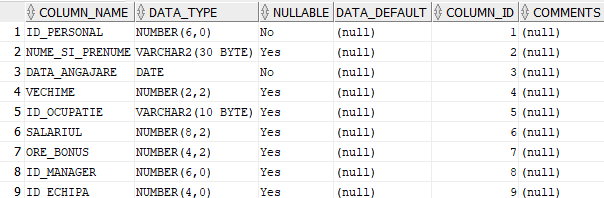 COLUMN_NAME DATA_TYPE NULLABLE DATA_DEFAULT COLUMN_ID COMMENTS
1 ID_PERSONAL NUMBER(6,0) No (null) 1 (null)
2 NUME_SI_PRENUME VARCHAR2(30 BYTE) Yes (null) 2 (null)
3 DATA_ANGAJARE DATE No (null) 3 (null)
4 VECHIME NUMBER(2,2) Yes (null) 4 (null)
5 ID_OCUPATIE VARCHAR2(10 BYTE) Yes (null) 5 (null)
6 SALARIUL NUMBER(8,2) Yes (null) 6 (null)
7 ORE_BONUS NUMBER(4,2) Yes (null) 7 (null)
8 ID_MANAGER NUMBER(6,0) Yes (null) 8 (null)
9 ID_ECHIPA NUMBER(4,0) Yes (null) 9 (null)